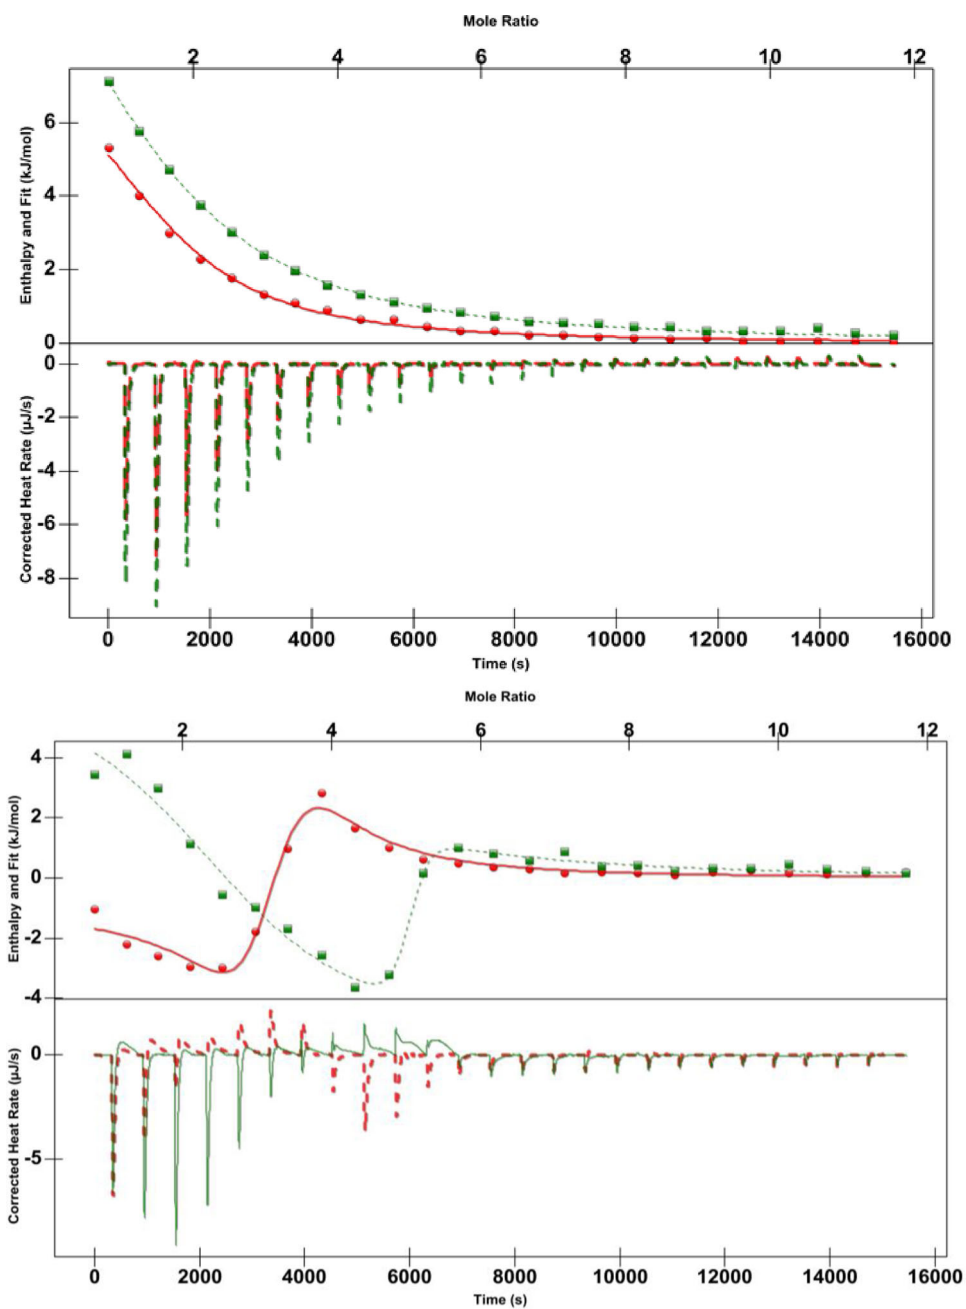 Mole Ratio
2 4 6 8 10 12
Enthalpy and Fit (kJ/mol)
6
4
2
0
Corrected Heat Rate (µJ/s)
0
-2
-4
-6
-8
0 2000 4000 6000 8000 10000 12000 14000 16000
Time (s)
Mole Ratio
2 4 6 8 10 12
Enthalpy and Fit (kJ/mol)
4
2
0
-2
-4
Corrected Heat Rate (µJ/s)
0
-5
0 2000 4000 6000 8000 10000 12000 14000 16000
Time (s)